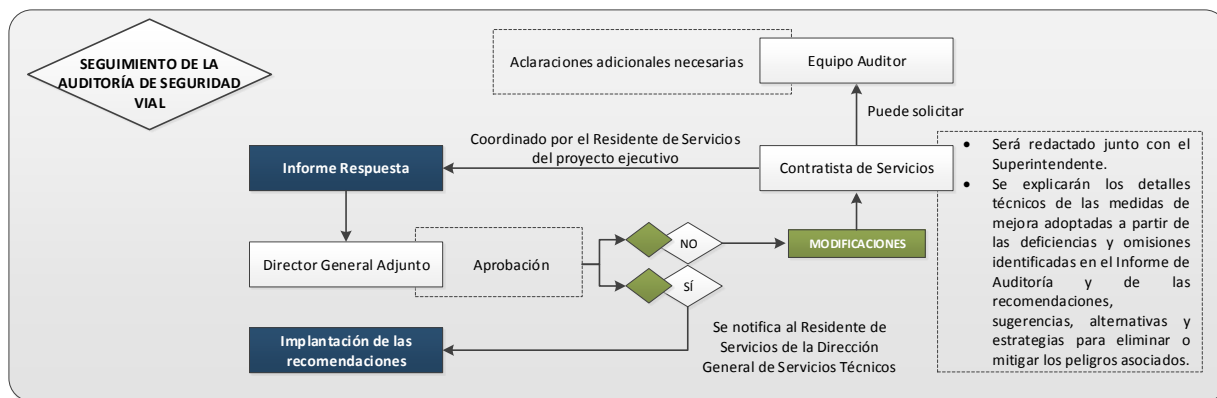 SEGUIMIENTO DE LA
AUDITORÍA DE SEGURIDAD
VIAL
Aclaraciones adicionales necesarias
Equipo Auditor
Puede solicitar
Coordinado por el Residente de Servicios
del proyecto ejecutivo
Informe Respuesta
Contratista de Servicios
• Será redactado junto con el
Superintendente.
• Se explicarán los detalles
técnicos de las medidas de
mejora adoptadas a partir de
las deficiencias y omisiones
identificadas en el Informe de
Auditoría y de las
recomendaciones,
sugerencias, alternativas y
estrategias para eliminar o
mitigar los peligros asociados.
Director General Adjunto
Aprobación
NO
MODIFICACIONES
SÍ
Implantación de las
recomendaciones
Se notifica al Residente de
Servicios de la Dirección
General de Servicios Técnicos